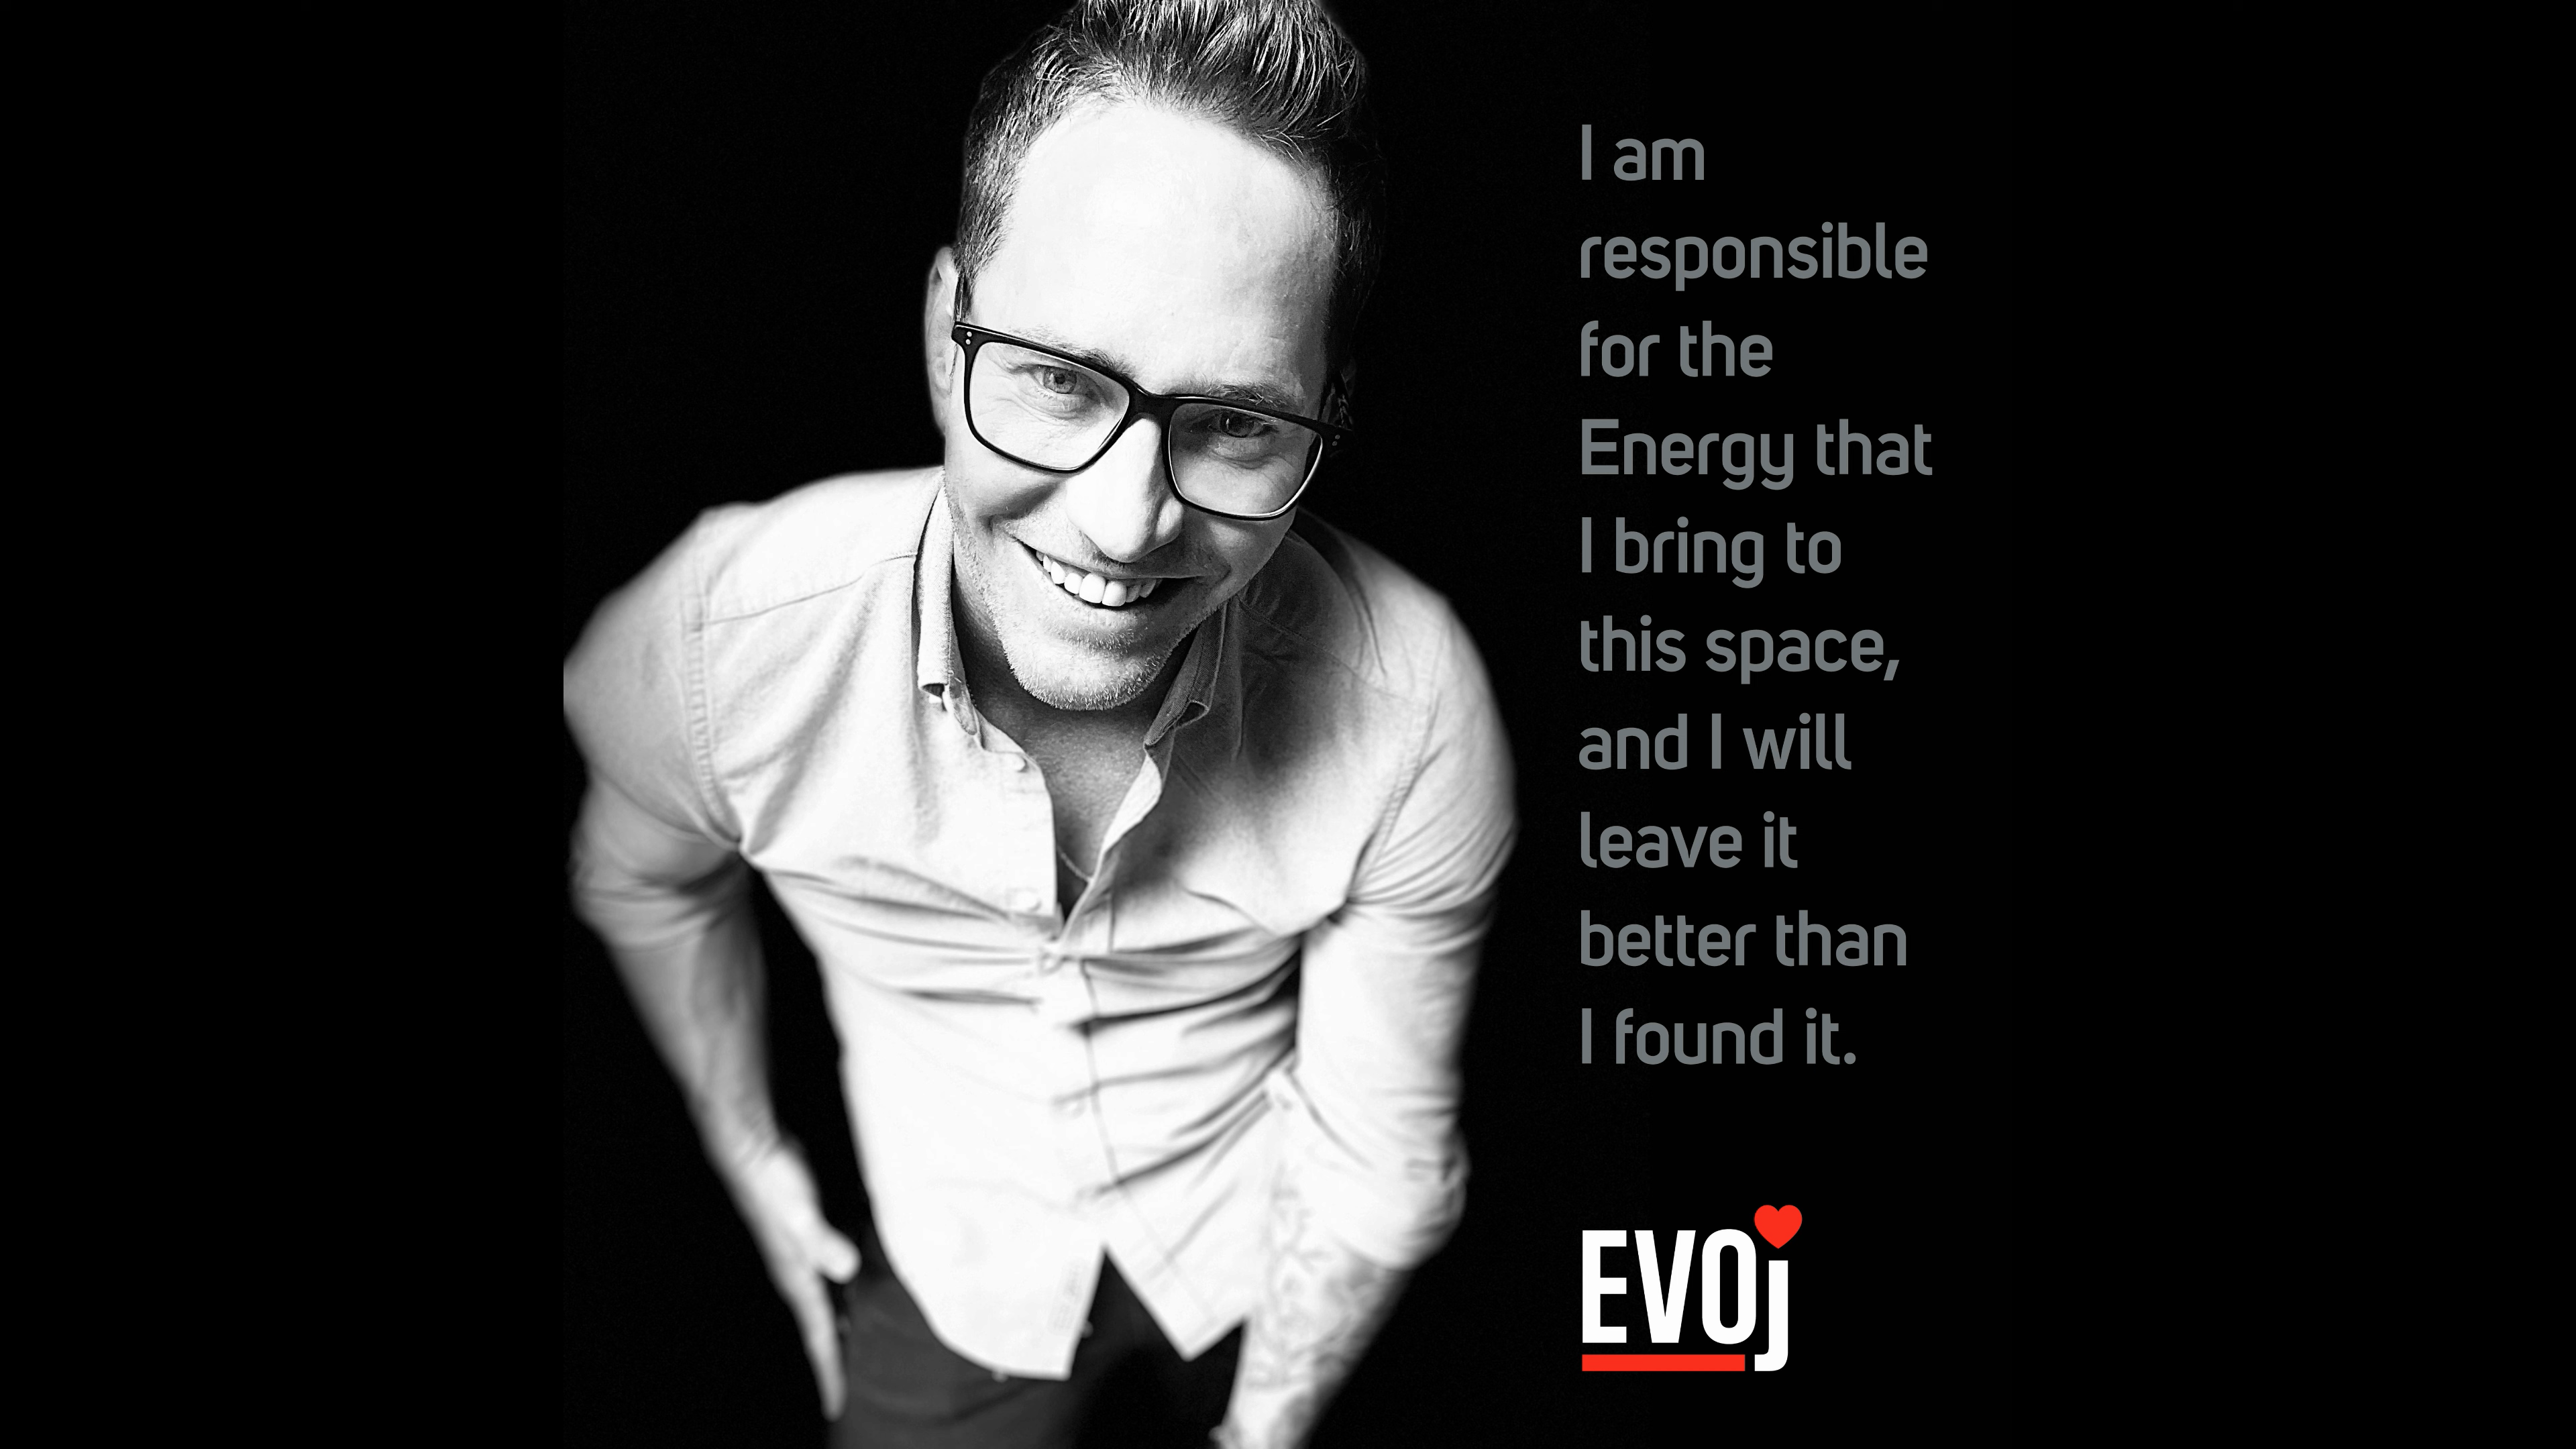 I am
responsible
for the
Energy that
I bring to
this space,
and I will
leave it
better than
I found it.
EVOj